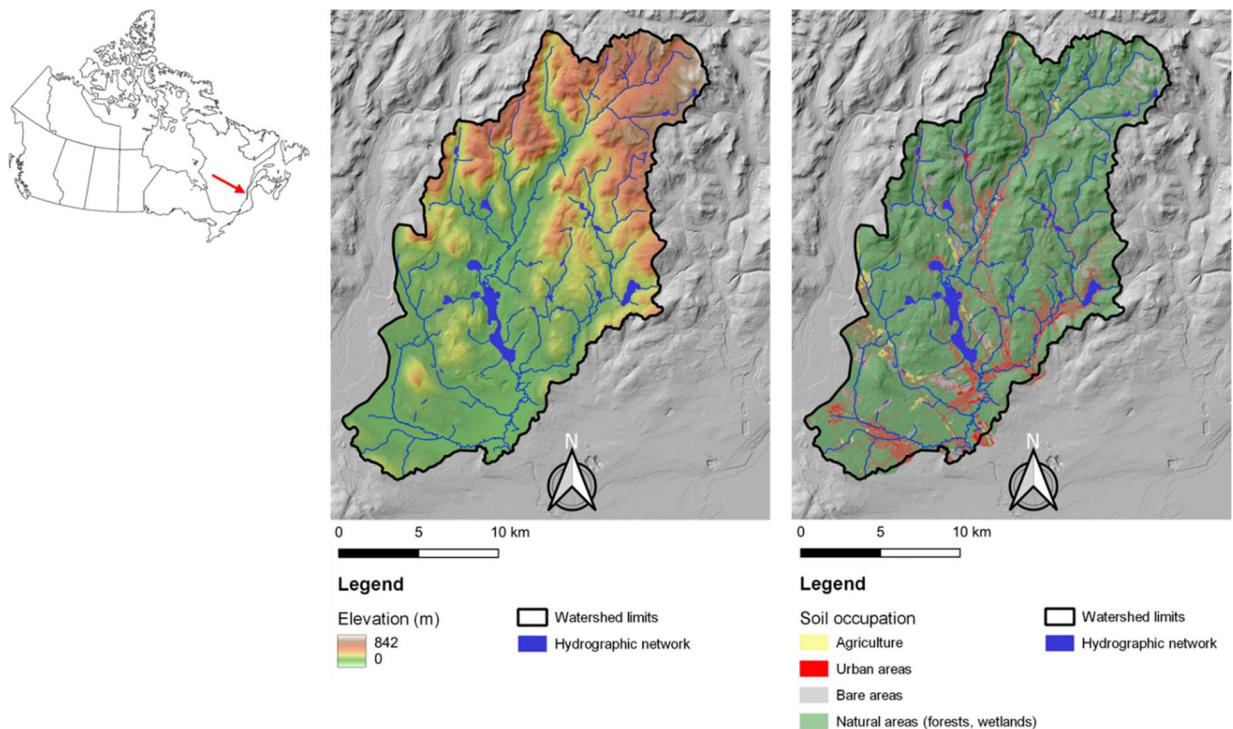 N
N
0 5 10 km
0 5 10 km
Legend
Elevation (m)
842
0
Watershed limits
Hydrographic network
Legend
Soil occupation
Agriculture
Urban areas
Bare areas
Natural areas (forests, wetlands)
Watershed limits
Hydrographic network